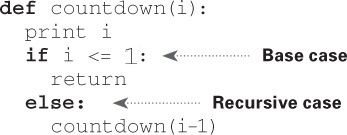 def countdown(i):
print i
if i <= 1: Base case
return
else: Recursive case
countdown(i-1)